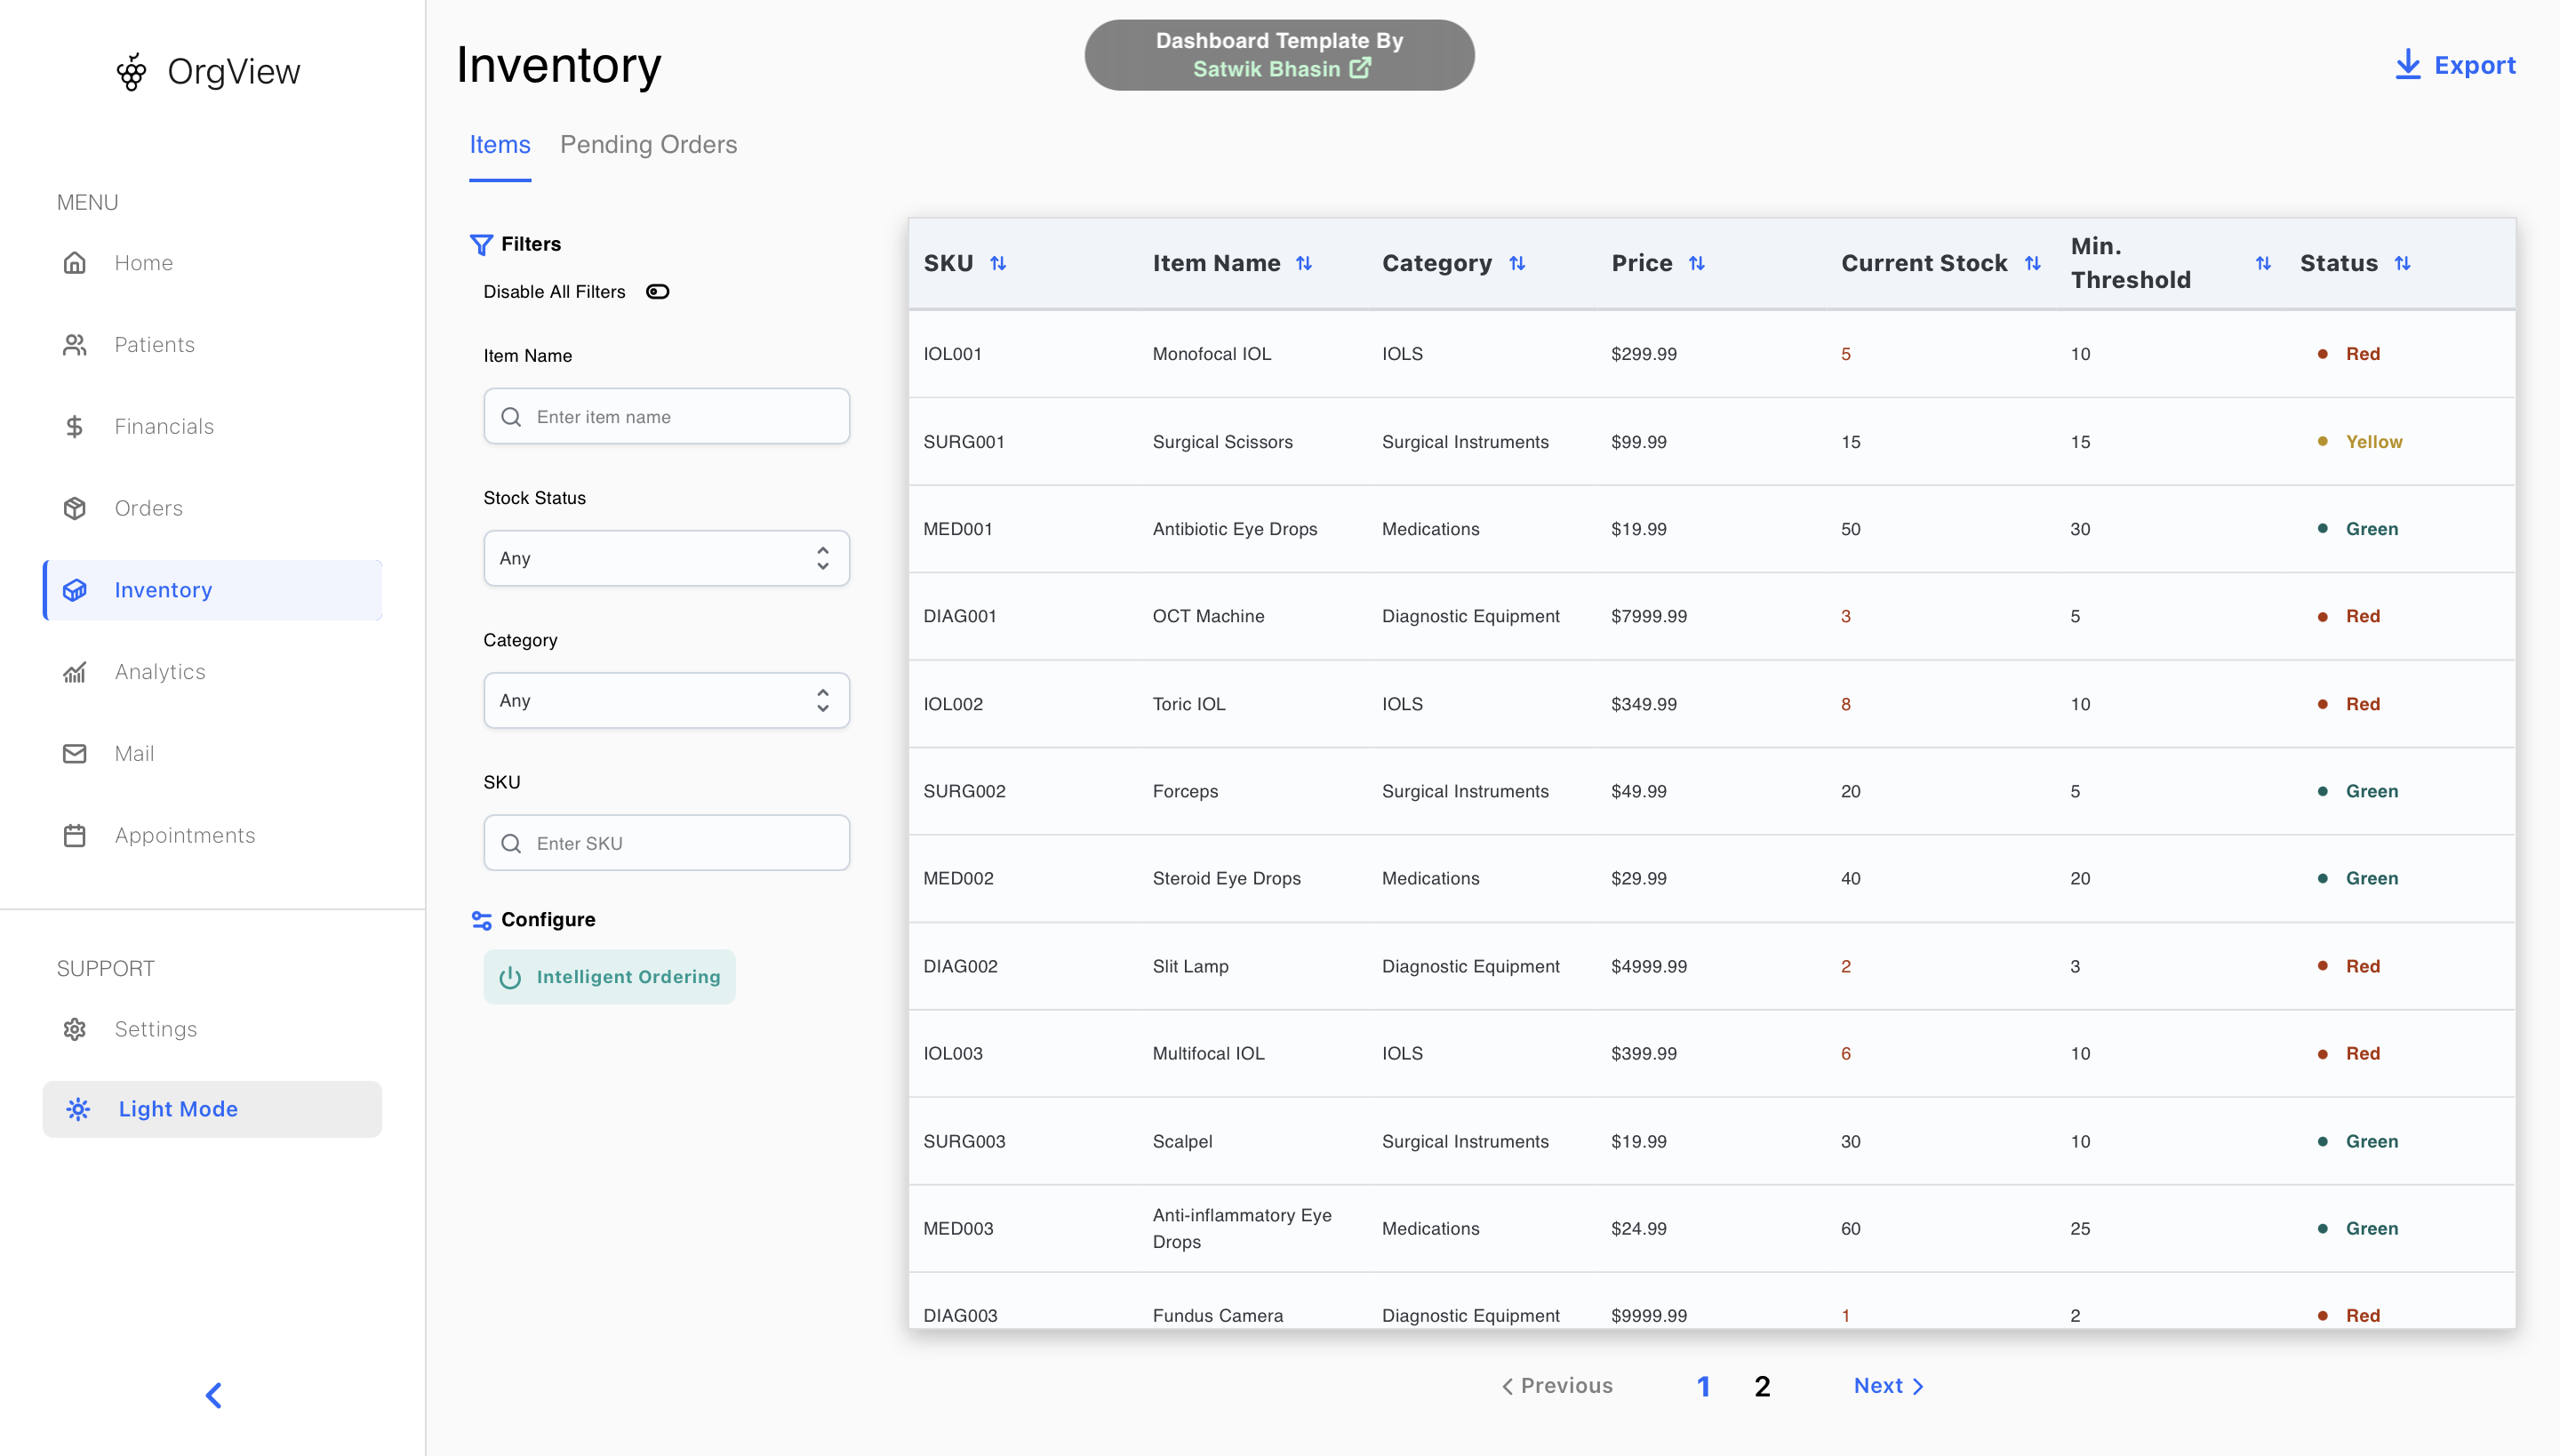 OrgView
MENU
Home
Patients
Financials
Orders
Inventory
Analytics
Mail
Appointments
SUPPORT
Settings
Light Mode
Inventory
Dashboard Template By
Satwik Bhasin
Export
Items Pending Orders
Filters
Disable All Filters
Item Name
Enter item name
Stock Status
Any
Category
Any
SKU
Enter SKU
Configure
Intelligent Ordering
SKU Item Name Category Price Current Stock Min. Threshold Status
IOL001 Monofocal IOL IOLS $299.99 5 10 Red
SURG001 Surgical Scissors Surgical Instruments $99.99 15 15 Yellow
MED001 Antibiotic Eye Drops Medications $19.99 50 30 Green
DIAG001 OCT Machine Diagnostic Equipment $7999.99 3 5 Red
IOL002 Toric IOL IOLS $349.99 8 10 Red
SURG002 Forceps Surgical Instruments $49.99 20 5 Green
MED002 Steroid Eye Drops Medications $29.99 40 20 Green
DIAG002 Slit Lamp Diagnostic Equipment $4999.99 2 3 Red
IOL003 Multifocal IOL IOLS $399.99 6 10 Red
SURG003 Scalpel Surgical Instruments $19.99 30 10 Green
MED003 Anti-inflammatory Eye Drops Medications $24.99 60 25 Green
DIAG003 Fundus Camera Diagnostic Equipment $9999.99 1 2 Red
Previous 1 2 Next